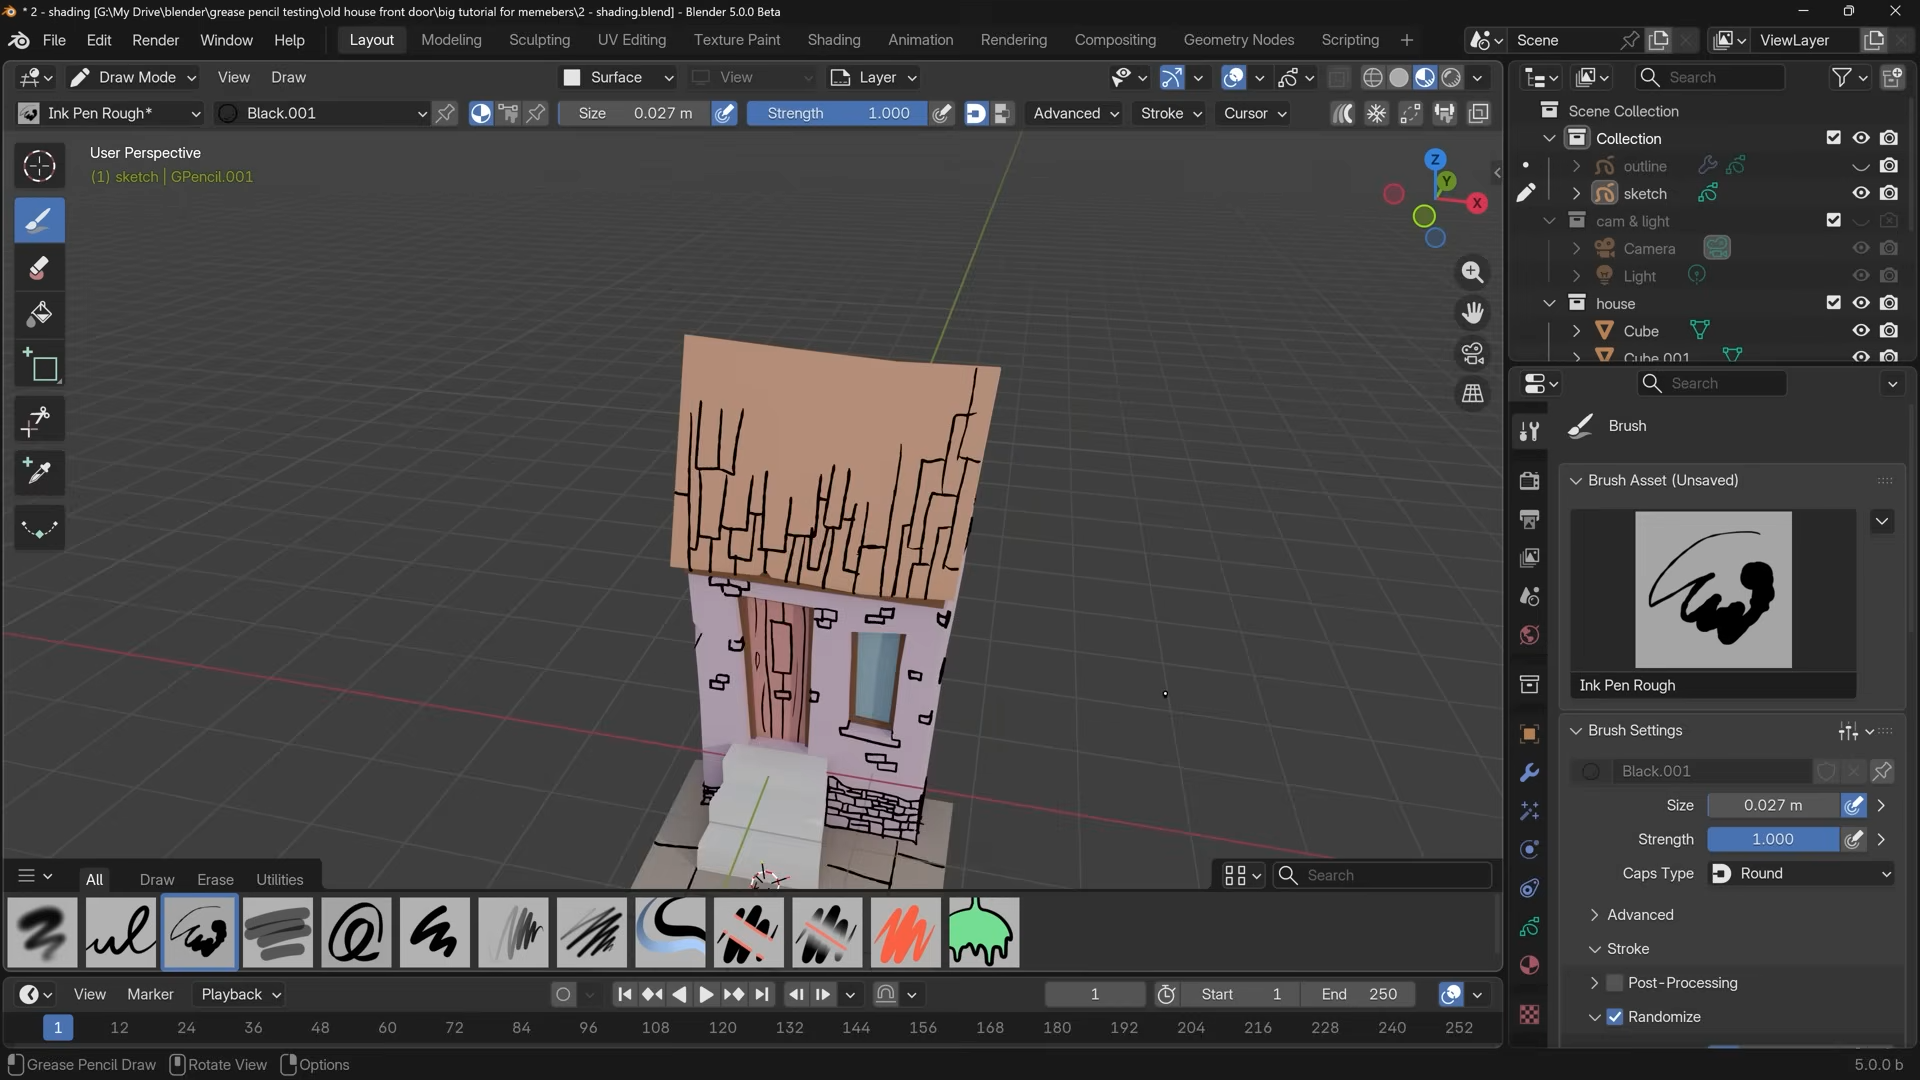 * 2 - shading [G:\My Drive\blender\grease pencil testing\old house front door\big tutorial for memebers\2 - shading.blend] - Blender 5.0.0 Beta
File Edit Render Window Help Layout Modeling Sculpting UV Editing Texture Paint Shading Animation Rendering Compositing Geometry Nodes Scripting + Scene ViewLayer
Draw Mode View Draw Surface View Layer Search
Ink Pen Rough* Black.001 Size 0.027 m Strength 1.000 Advanced Stroke Cursor
Scene Collection
Collection
User Perspective
(1) sketch | GPencil.001
outline
sketch
cam & light
Camera
Light
house
Cube
Cube.001
Z
Y
X
Search
Brush
Brush Asset (Unsaved)
Ink Pen Rough
Brush Settings
Black.001
Size 0.027 m
Strength 1.000
Caps Type Round
Advanced
Stroke
Post-Processing
Randomize
All Draw Erase Utilities Search
View Marker Playback 1 Start 1 End 250
1 12 24 36 48 60 72 84 96 108 120 132 144 156 168 180 192 204 216 228 240 252
Grease Pencil Draw Rotate View Options 5.0.0 b